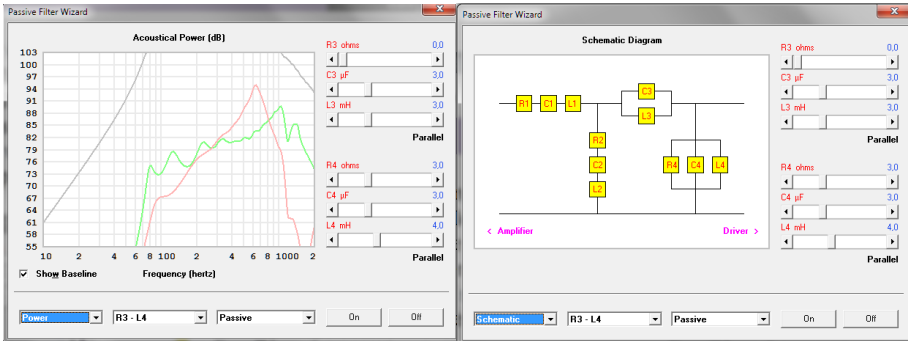 Passive Filter Wizard
Acoustical Power (dB)
103
100
97
94
91
88
85
82
79
76
73
70
67
64
61
58
55
10 2 4 6 8 100 2 4 6 8 1000 2
Show Baseline Frequency (hertz)
R3 ohms 0,0
C3 µF 3,0
L3 mH 3,0
Parallel
R4 ohms 3,0
C4 µF 3,0
L4 mH 4,0
Parallel
Power R3 - L4 Passive On Off
Passive Filter Wizard
Schematic Diagram
R1 C1 L1
C3
L3
R2
C2
L2
R4 C4 L4
< Amplifier Driver >
R3 ohms 0,0
C3 µF 3,0
L3 mH 3,0
Parallel
R4 ohms 3,0
C4 µF 3,0
L4 mH 4,0
Parallel
Schematic R3 - L4 Passive On Off